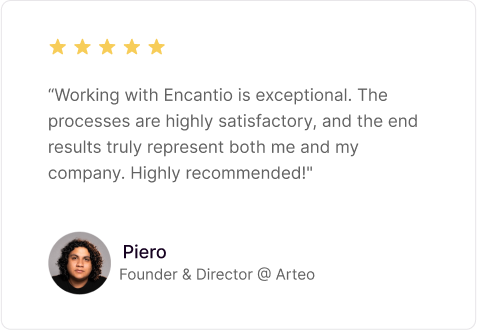 “Working with Encantio is exceptional. The
processes are highly satisfactory, and the end
results truly represent both me and my
company. Highly recommended!"
Piero
Founder & Director @ Arteo